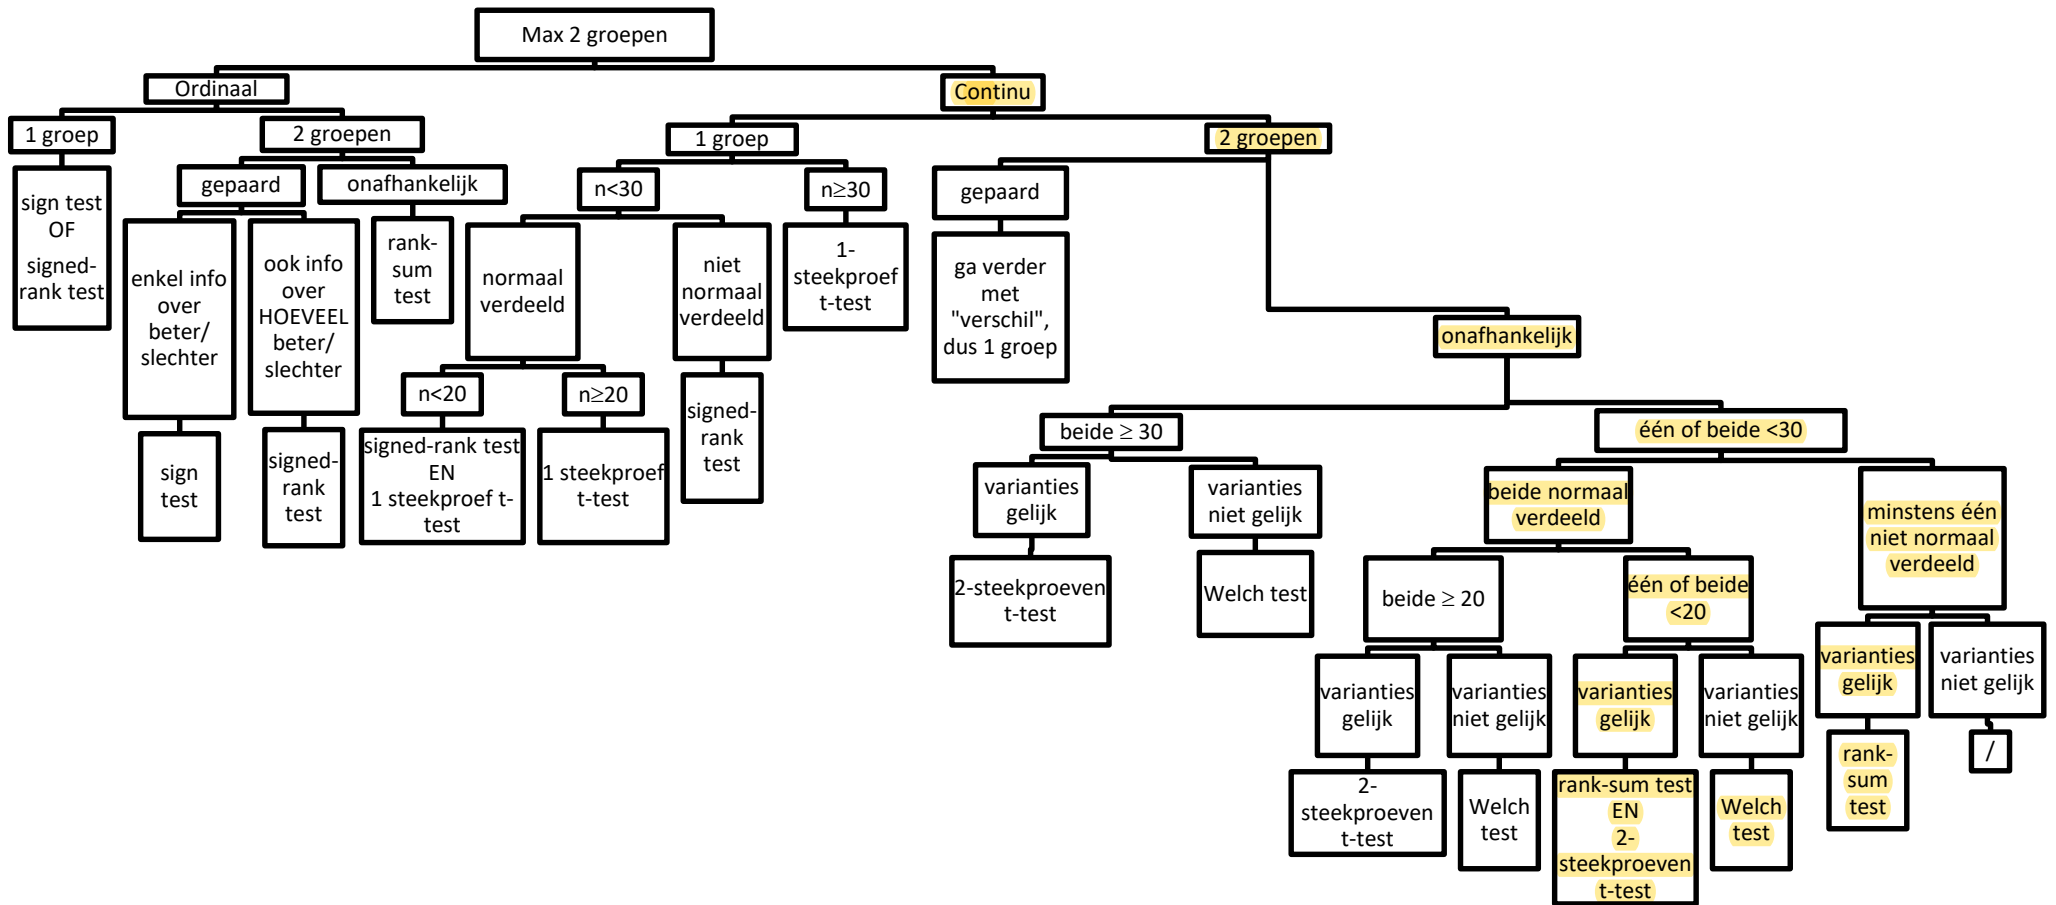 Max 2 groepen
Ordinaal
Continu
1 groep
2 groepen
1 groep
2 groepen
gepaard
onafhankelijk
n<30
n≥30
gepaard
sign test
OF
signed-
rank test
enkel info
over
beter/
slechter
ook info
over
HOEVEEL
beter/
slechter
rank-
sum
test
normaal
verdeeld
niet
normaal
verdeeld
1-
steekproef
t-test
ga verder
met
"verschil",
dus 1 groep
onafhankelijk
n<20
n≥20
signed-
rank
test
beide ≥ 30
één of beide <30
sign
test
signed-
rank
test
signed-rank test
EN
1 steekproef t-
test
1 steekproef
t-test
varianties
gelijk
varianties
niet gelijk
beide normaal
verdeeld
minstens één
niet normaal
verdeeld
2-steekproeven
t-test
Welch test
beide ≥ 20
één of beide
<20
varianties
gelijk
varianties
niet gelijk
varianties
gelijk
varianties
niet gelijk
varianties
gelijk
varianties
niet gelijk
2-
steekproeven
t-test
Welch
test
rank-sum test
EN
2-
steekproeven
t-test
Welch
test
rank-
sum
test
/